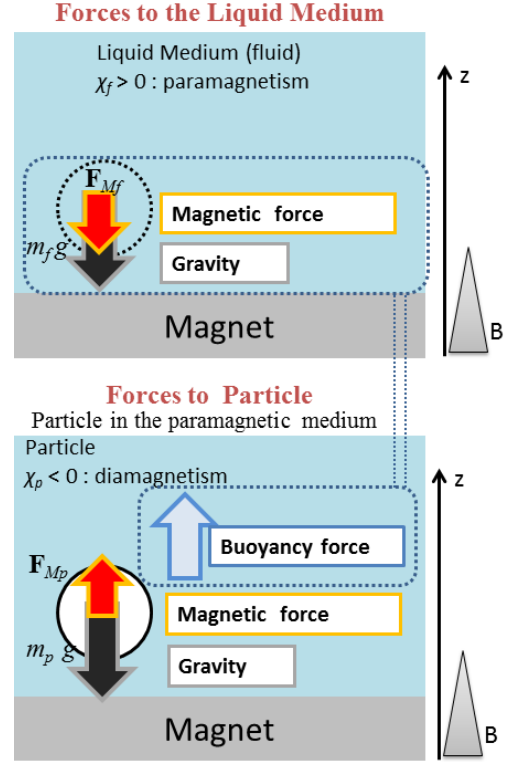 Forces to the Liquid Medium
Liquid Medium (fluid)
χf > 0 : paramagnetism
z
FMf
Magnetic force
mf g
Gravity
Magnet
B
Forces to Particle
Particle in the paramagnetic medium
Particle
χp < 0 : diamagnetism
z
Buoyancy force
FMp
Magnetic force
mp g
Gravity
Magnet
B